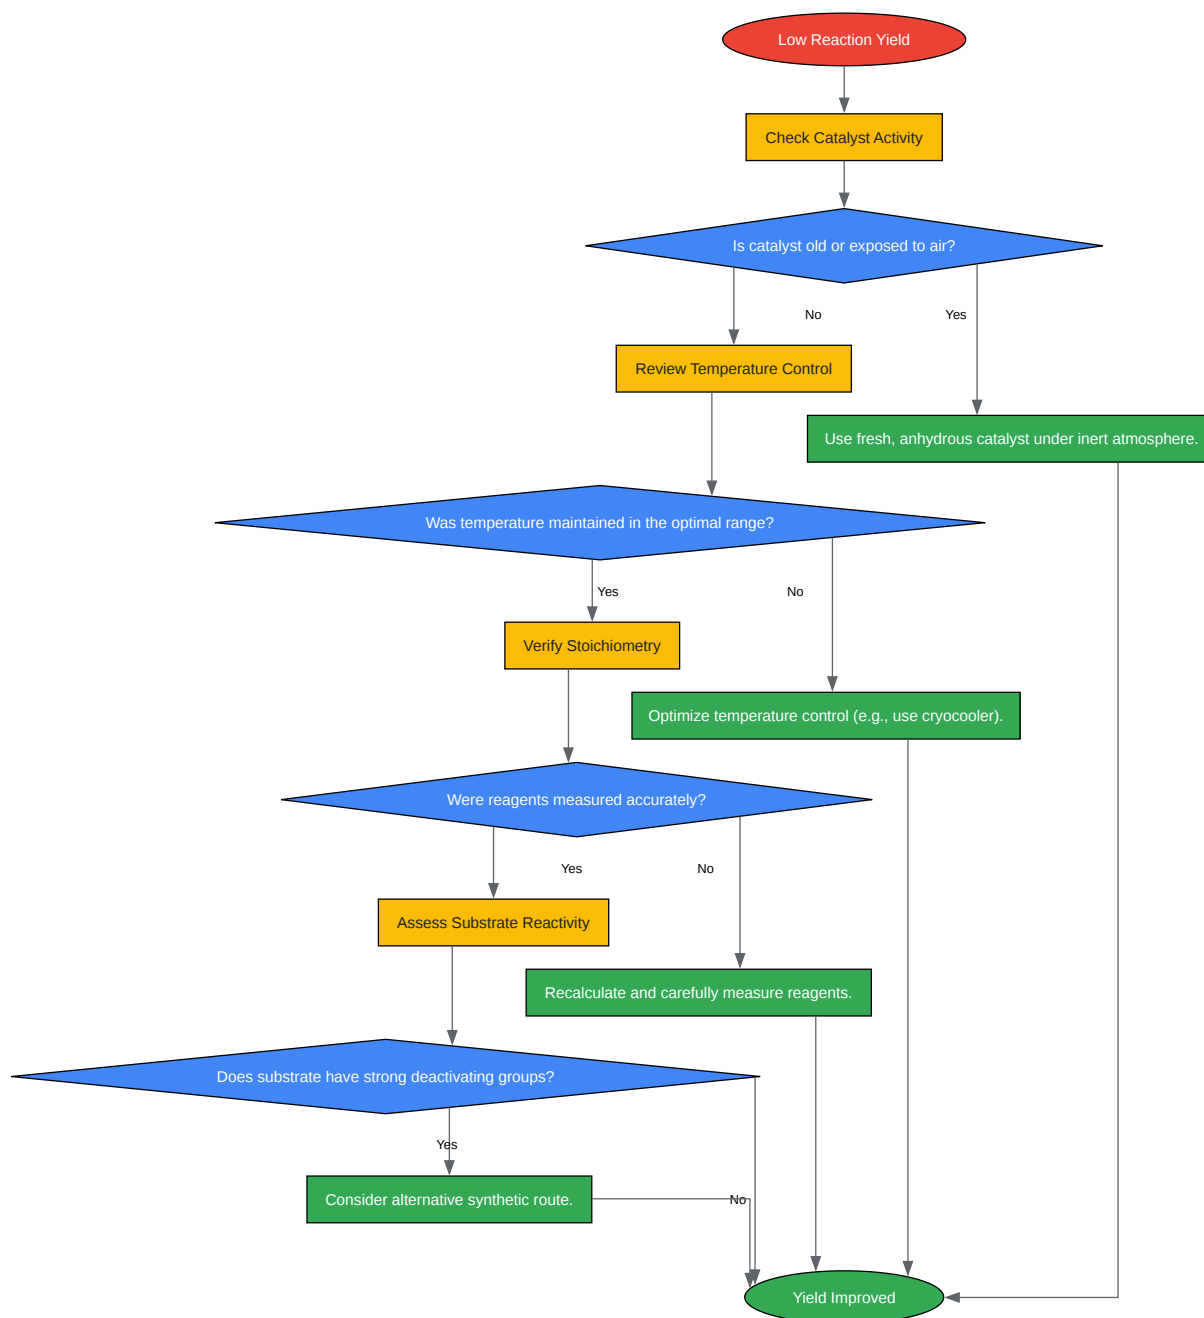 Low Reaction Yield
Check Catalyst Activity
Is catalyst old or exposed to air?
No
Yes
Review Temperature Control
Use fresh, anhydrous catalyst under inert atmosphere.
Was temperature maintained in the optimal range?
Yes
No
Verify Stoichiometry
Optimize temperature control (e.g., use cryocooler).
Were reagents measured accurately?
Yes
No
Assess Substrate Reactivity
Recalculate and carefully measure reagents.
Does substrate have strong deactivating groups?
Yes
Consider alternative synthetic route.
No
Yield Improved